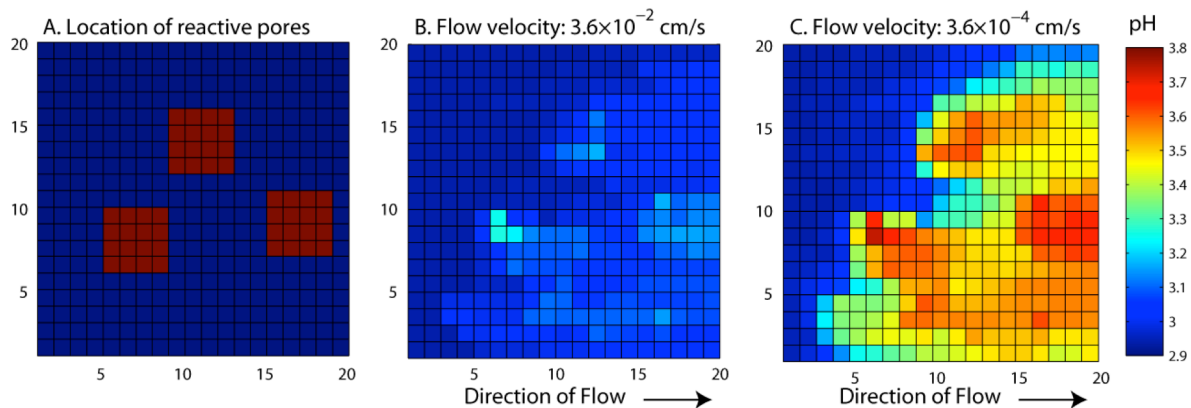 A. Location of reactive pores
20
15
10
5
5 10 15 20
B. Flow velocity: 3.6×10⁻² cm/s
20
15
10
5
5 10 15 20
Direction of Flow
C. Flow velocity: 3.6×10⁻⁴ cm/s
20
15
10
5
5 10 15 20
Direction of Flow
pH
3.8
3.7
3.6
3.5
3.4
3.3
3.2
3.1
3
2.9